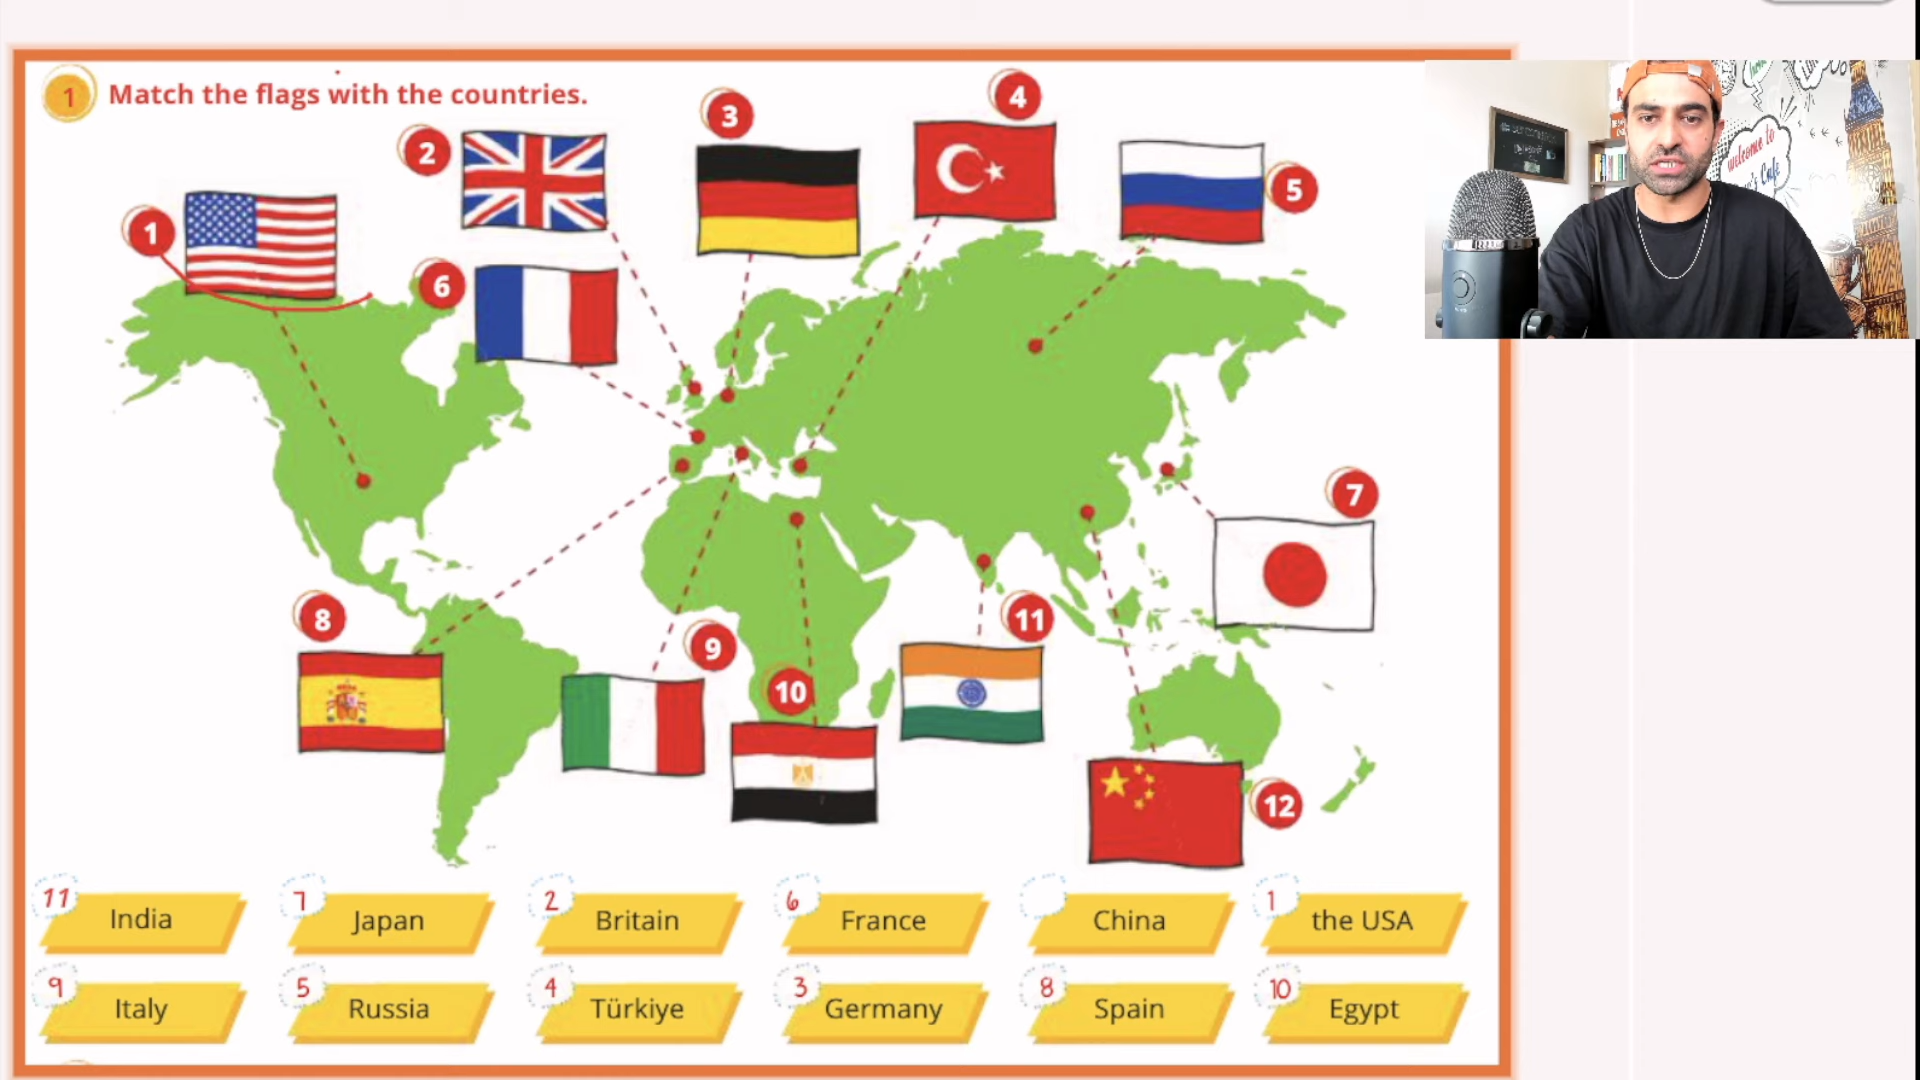 1 Match the flags with the countries.
1
2
3
4
5
6
7
8
9
10
11
12
welcome to
11 India
7 Japan
2 Britain
6 France
China
1 the USA
9 Italy
5 Russia
4 Türkiye
3 Germany
8 Spain
10 Egypt